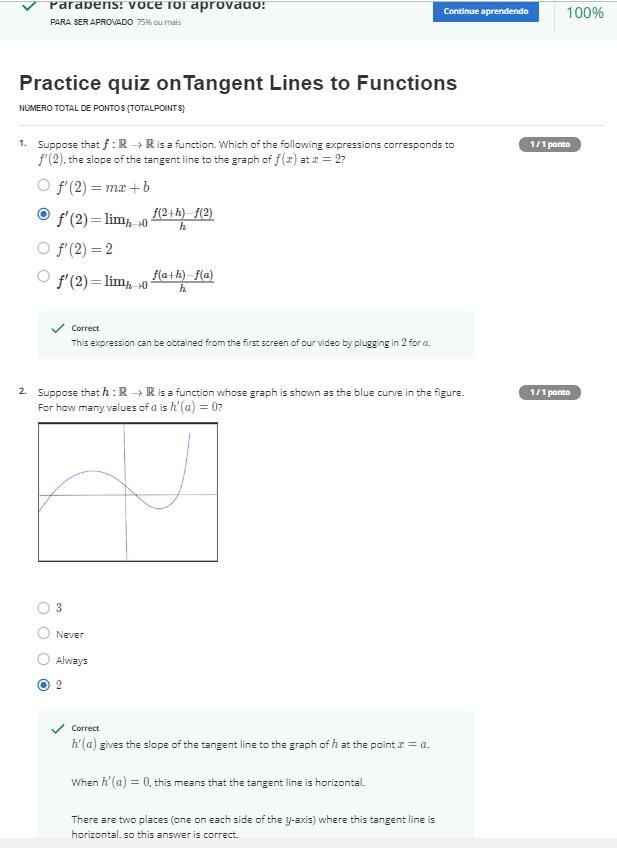 Parabéns! Você foi aprovado!
PARA SER APROVADO 75% ou mais
Continue aprendendo
100%
Practice quiz onTangent Lines to Functions
NÚMERO TOTAL DE PONTOS {TOTALPOINTS}
1. Suppose that f : ℝ → ℝ is a function. Which of the following expressions corresponds to
f′(2), the slope of the tangent line to the graph of f(x) at x = 2?
1 / 1 ponto
f′(2) = mx + b
f′(2) = lim_{h→0} \frac{f(2+h)−f(2)}{h}
f′(2) = 2
f′(2) = lim_{h→0} \frac{f(a+h)−f(a)}{h}
Correct
This expression can be obtained from the first screen of our video by plugging in 2 for a.
2. Suppose that h : ℝ → ℝ is a function whose graph is shown as the blue curve in the figure.
For how many values of a is h′(a) = 0?
1 / 1 ponto
3
Never
Always
2
Correct
h′(a) gives the slope of the tangent line to the graph of h at the point x = a.
When h′(a) = 0, this means that the tangent line is horizontal.
There are two places (one on each side of the y-axis) where this tangent line is
horizontal, so this answer is correct.